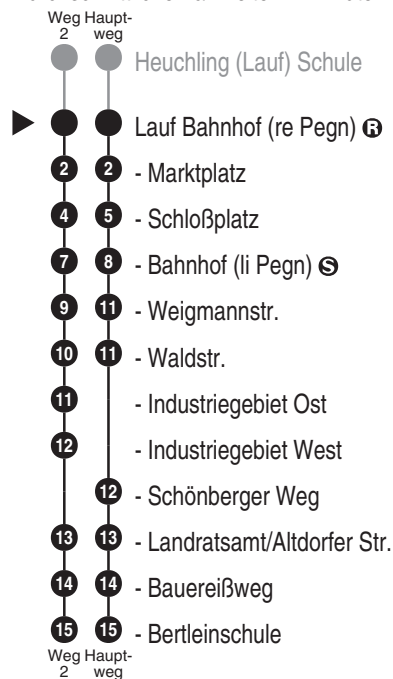 Weg Haupt-
2 weg
Heuchling (Lauf) Schule
Lauf Bahnhof (re Pegn) R
2 2 - Marktplatz
4 5 - Schloßplatz
7 8 - Bahnhof (li Pegn) S
9 11 - Weigmannstr.
10 11 - Waldstr.
11 - Industriegebiet Ost
12 - Industriegebiet West
12 - Schönberger Weg
13 13 - Landratsamt/Altdorfer Str.
14 14 - Bauereißweg
15 15 - Bertleinschule
Weg Haupt-
2 weg